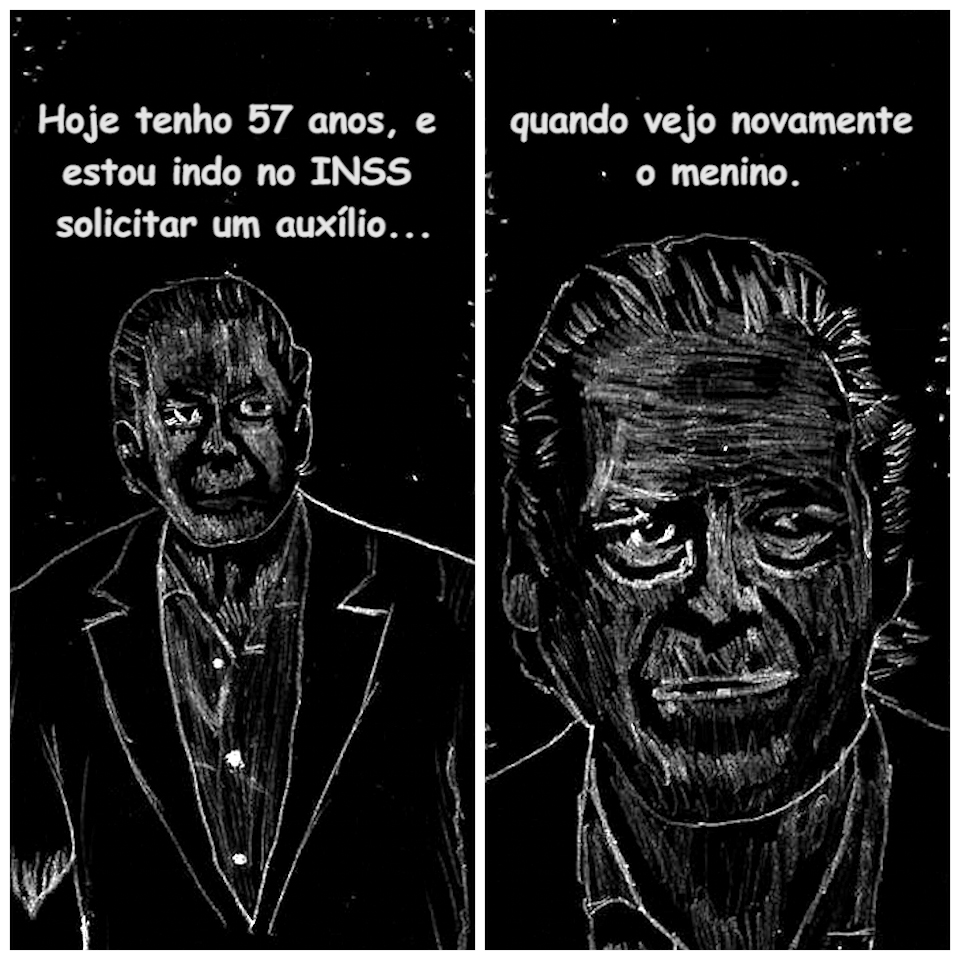 Hoje tenho 57 anos, e
estou indo no INSS
solicitar um auxílio...
quando vejo novamente
o menino.